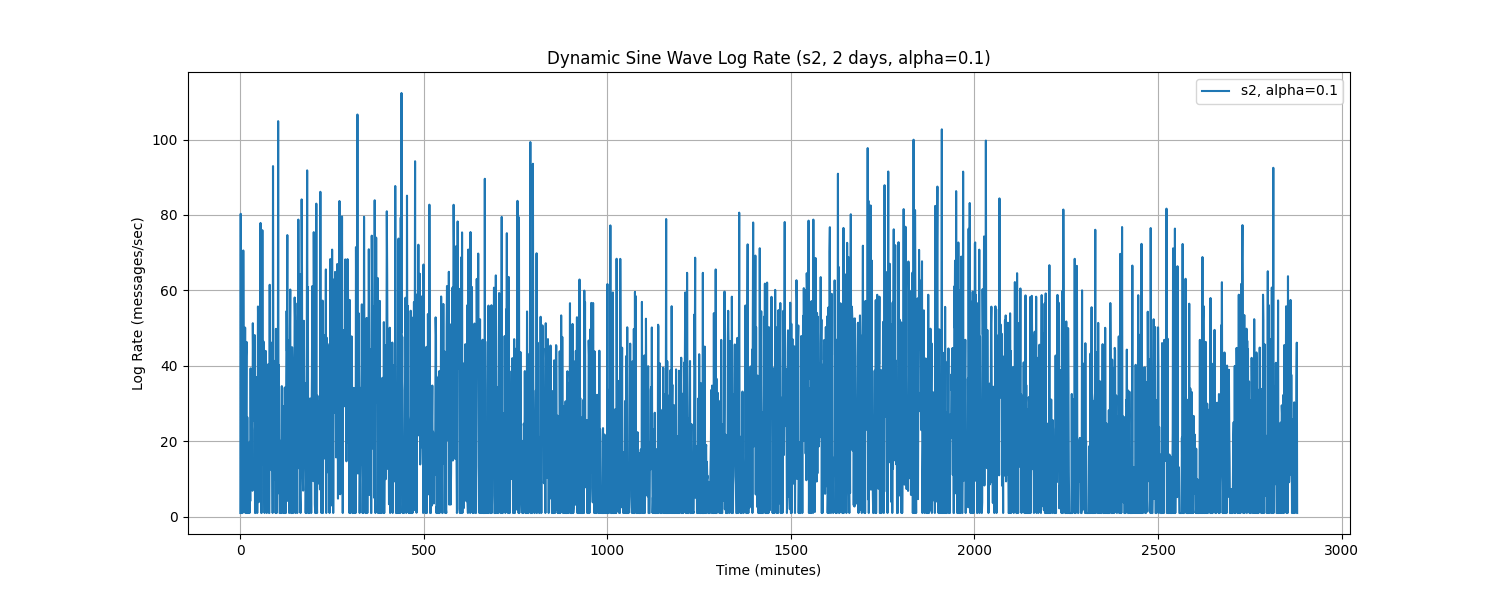 Dynamic Sine Wave Log Rate (s2, 2 days, alpha=0.1)
s2, alpha=0.1
Log Rate (messages/sec)
100
80
60
40
20
0
0 500 1000 1500 2000 2500 3000
Time (minutes)